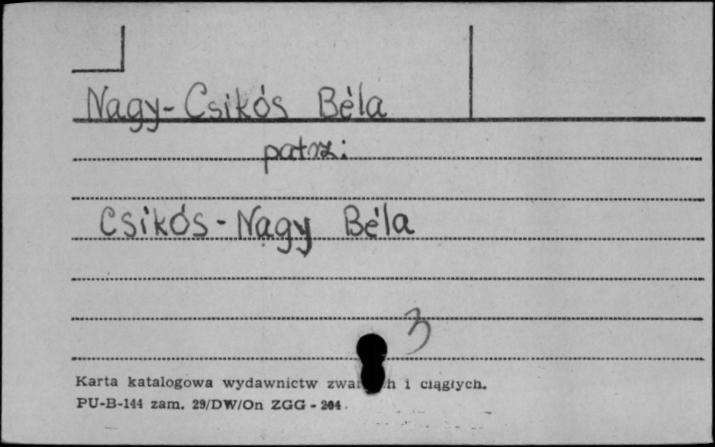 Nagy-Csikós Béla
patrz:
Csikós-Nagy Béla
3
Karta katalogowa wydawnictw i ciągłych.
PU-B-144 zam. 29/DW/On ZGG - 204.